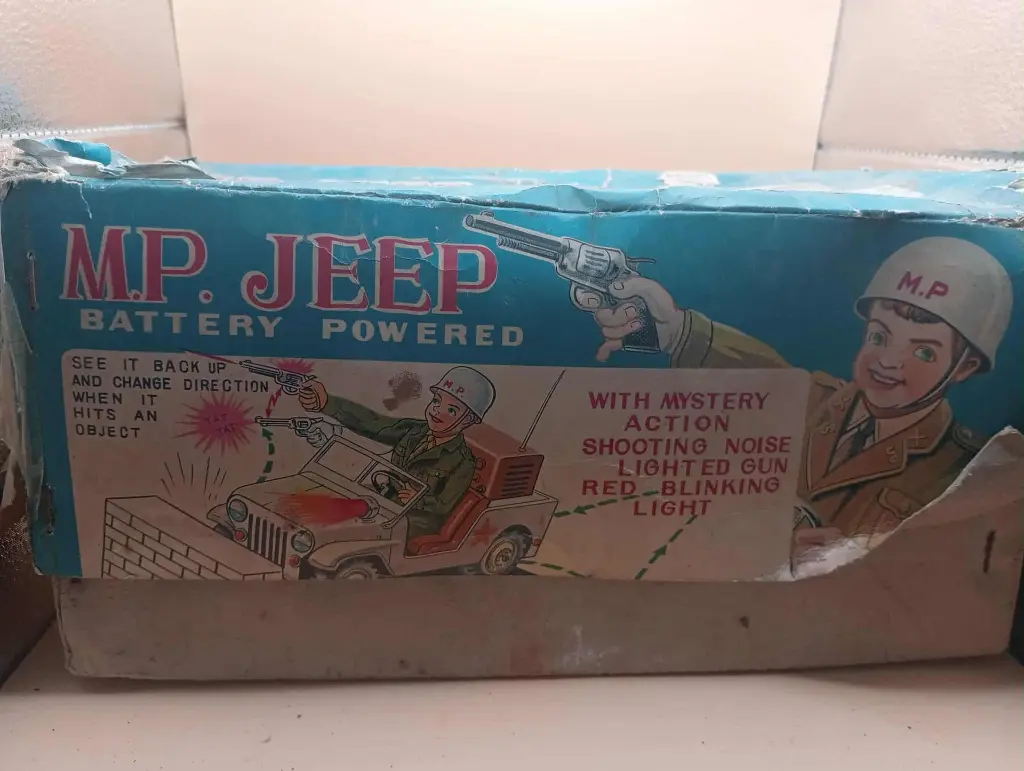 M.P. JEEP
BATTERY POWERED
SEE IT BACK UP
AND CHANGE DIRECTION
WHEN IT
HITS AN
OBJECT
WITH MYSTERY
ACTION
SHOOTING NOISE
LIGHTED GUN
RED BLINKING
LIGHT
M.P
M.P